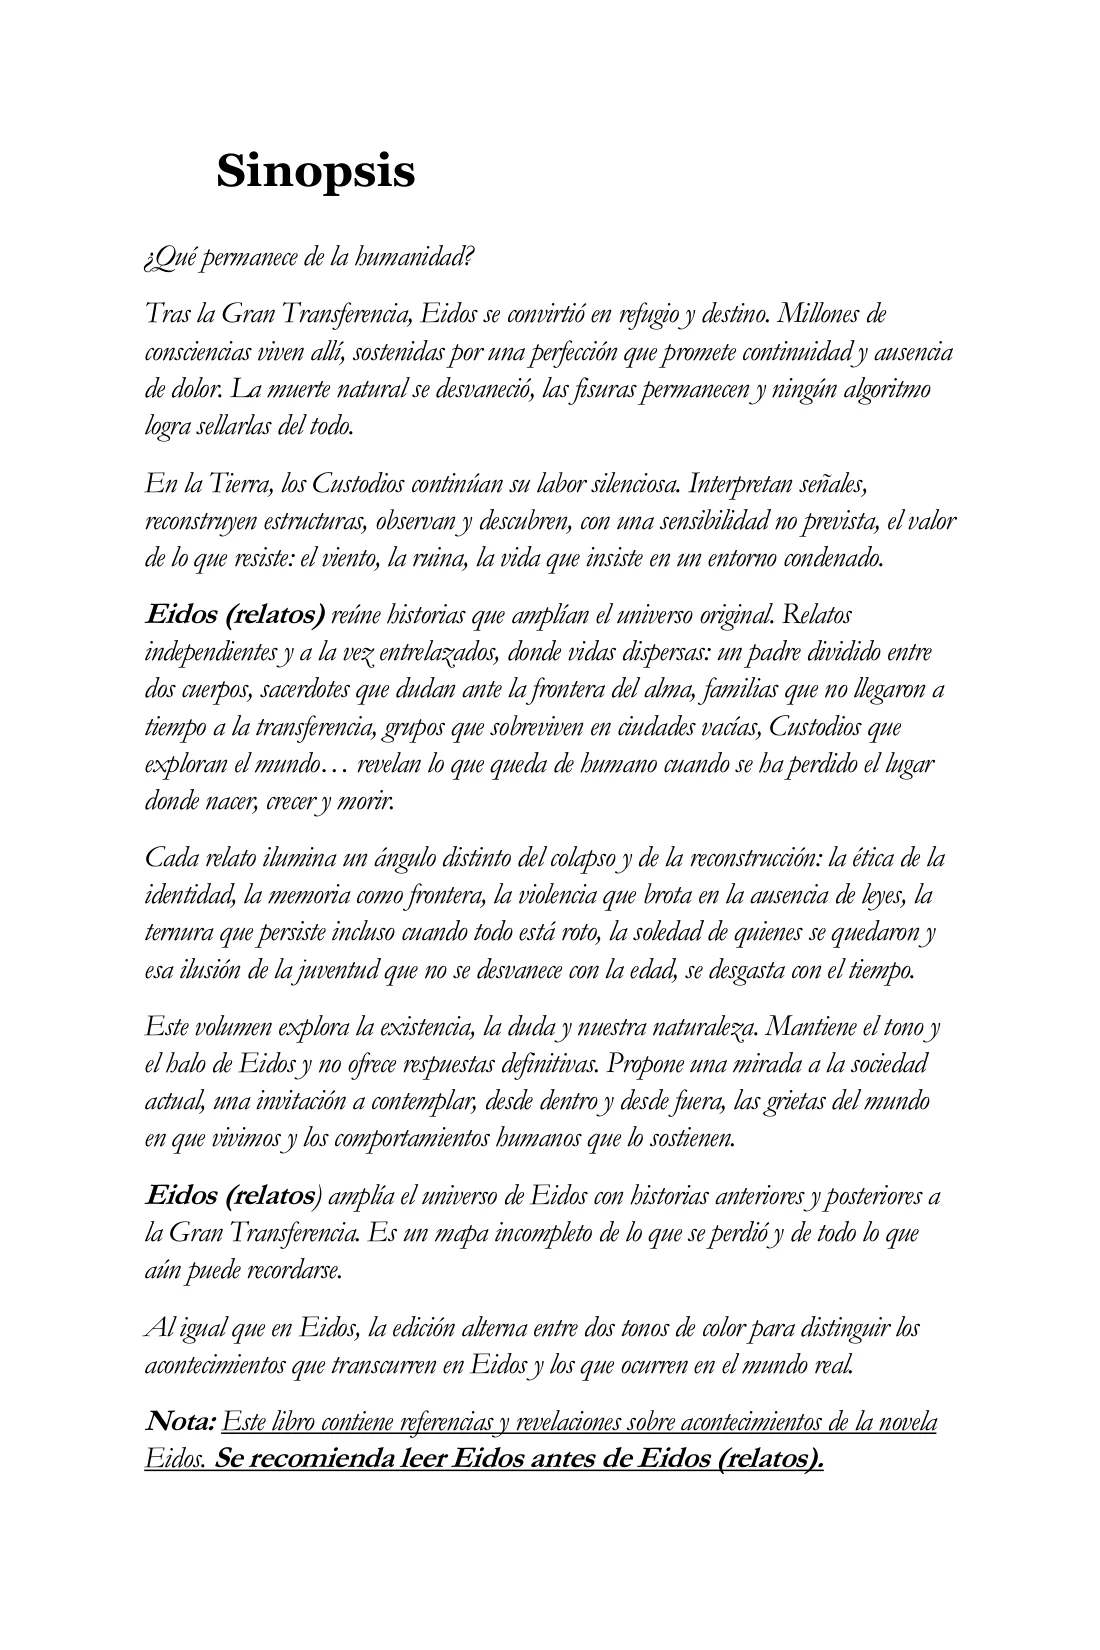 Sinopsis
¿Qué permanece de la humanidad?
Tras la Gran Transferencia, Eidos se convirtió en refugio y destino. Millones de
consciencias viven allí, sostenidas por una perfección que promete continuidad y ausencia
de dolor. La muerte natural se desvaneció, las fisuras permanecen y ningún algoritmo
logra sellarlas del todo.
En la Tierra, los Custodios continúan su labor silenciosa. Interpretan señales,
reconstruyen estructuras, observan y descubren, con una sensibilidad no prevista, el valor
de lo que resiste: el viento, la ruina, la vida que insiste en un entorno condenado.
Eidos (relatos) reúne historias que amplían el universo original. Relatos
independientes y a la vez entrelazados, donde vidas dispersas: un padre dividido entre
dos cuerpos, sacerdotes que dudan ante la frontera del alma, familias que no llegaron a
tiempo a la transferencia, grupos que sobreviven en ciudades vacías, Custodios que
exploran el mundo… revelan lo que queda de humano cuando se ha perdido el lugar
donde nacer, crecer y morir.
Cada relato ilumina un ángulo distinto del colapso y de la reconstrucción: la ética de la
identidad, la memoria como frontera, la violencia que brota en la ausencia de leyes, la
ternura que persiste incluso cuando todo está roto, la soledad de quienes se quedaron y
esa ilusión de la juventud que no se desvanece con la edad, se desgasta con el tiempo.
Este volumen explora la existencia, la duda y nuestra naturaleza. Mantiene el tono y
el halo de Eidos y no ofrece respuestas definitivas. Propone una mirada a la sociedad
actual, una invitación a contemplar, desde dentro y desde fuera, las grietas del mundo
en que vivimos y los comportamientos humanos que lo sostienen.
Eidos (relatos) amplía el universo de Eidos con historias anteriores y posteriores a
la Gran Transferencia. Es un mapa incompleto de lo que se perdió y de todo lo que
aún puede recordarse.
Al igual que en Eidos, la edición alterna entre dos tonos de color para distinguir los
acontecimientos que transcurren en Eidos y los que ocurren en el mundo real.
Nota: Este libro contiene referencias y revelaciones sobre acontecimientos de la novela
Eidos. Se recomienda leer Eidos antes de Eidos (relatos).